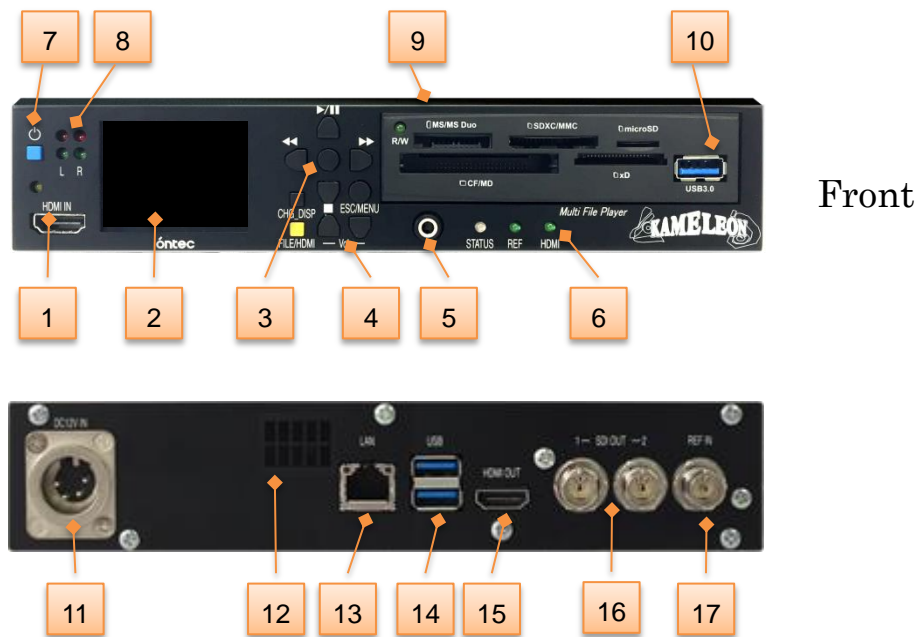 7
8
9
10
▶/❚❚
◀◀
▶▶
R/W
MS/MS Duo
SDXC/MMC
microSD
CF/MD
xD
USB3.0
L R
HDMI IN
CHG_DISP
ESC/MENU
FILE/HDMI
óntec
STATUS
REF
HDMI
Multi File Player
KAMELEON
Front
1
2
3
4
5
6
DC12V IN
LAN
USB
HDMI OUT
1 ― SDI OUT ― 2
REF IN
11
12
13
14
15
16
17